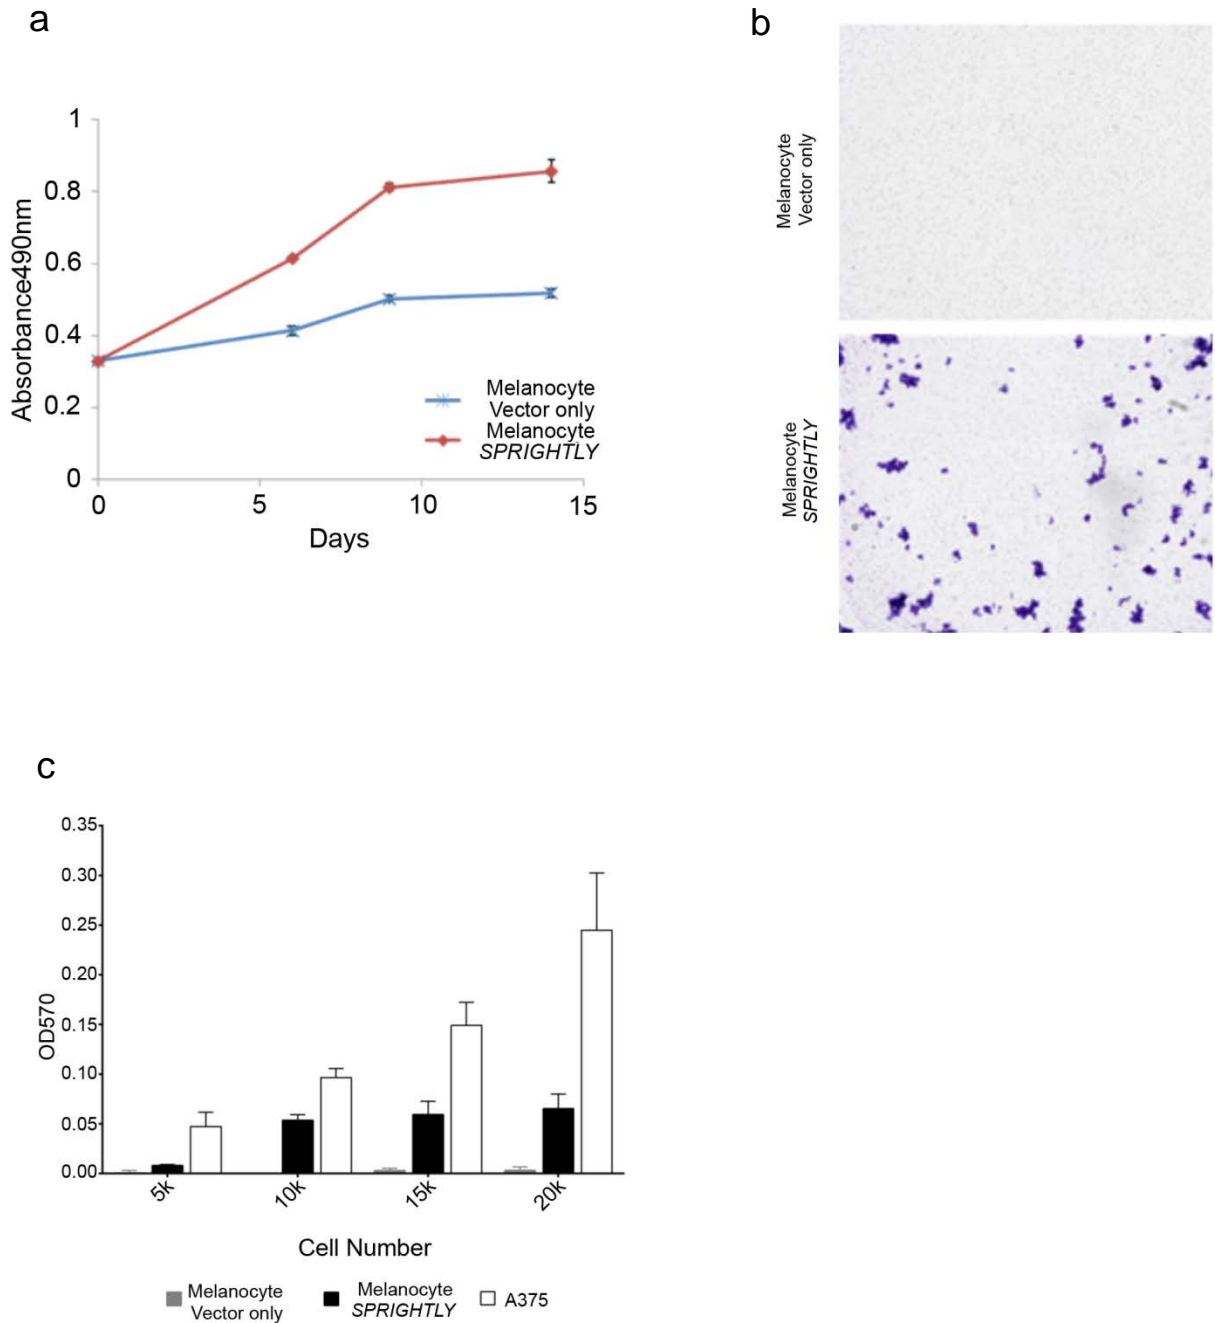 a
1
0.8
0.6
0.4
0.2
0
Absorbance490nm
0
5
10
15
Days
Melanocyte
Vector only
Melanocyte
SPRIGHTLY
b
Melanocyte
Vector only
Melanocyte
SPRIGHTLY
c
0.35
0.30
0.25
0.20
0.15
0.10
0.05
0.00
OD570
5k
10k
15k
20k
Cell Number
Melanocyte
Vector only
Melanocyte
SPRIGHTLY
A375